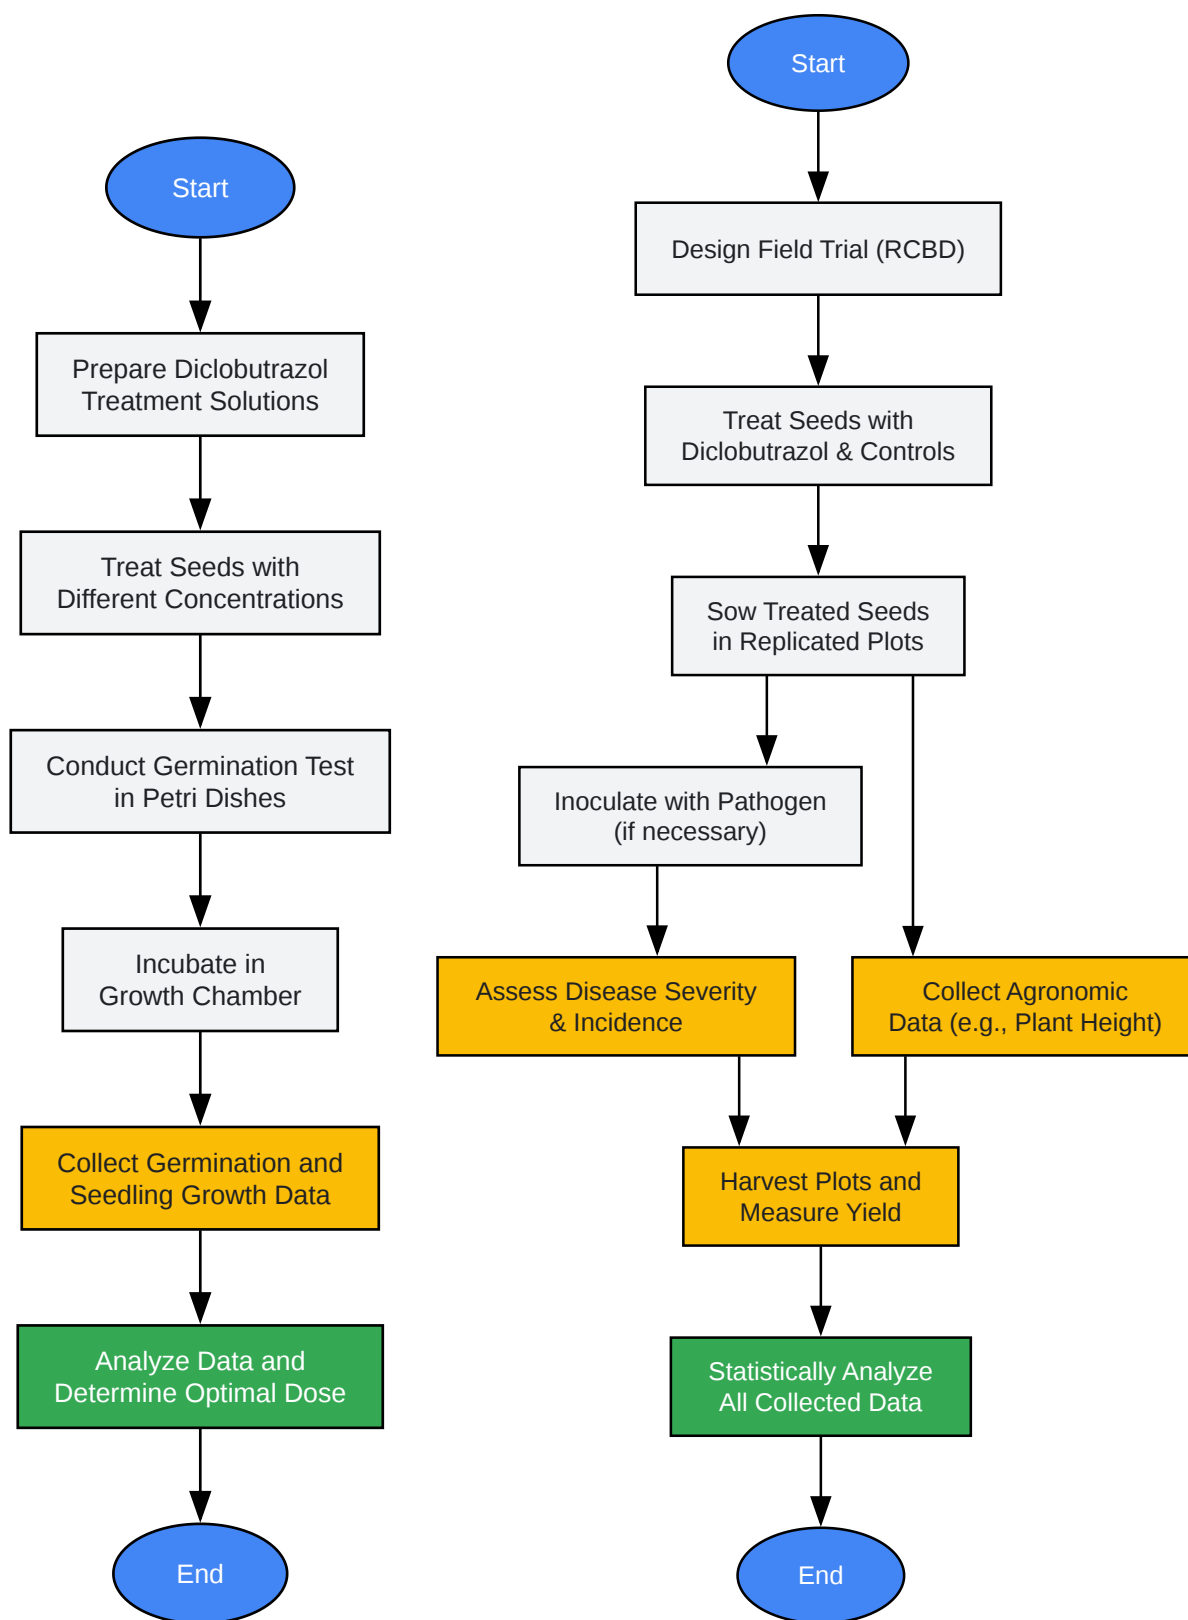 Start
Prepare Diclobutrazol
Treatment Solutions
Treat Seeds with
Different Concentrations
Conduct Germination Test
in Petri Dishes
Incubate in
Growth Chamber
Collect Germination and
Seedling Growth Data
Analyze Data and
Determine Optimal Dose
End
Start
Design Field Trial (RCBD)
Treat Seeds with
Diclobutrazol & Controls
Sow Treated Seeds
in Replicated Plots
Inoculate with Pathogen
(if necessary)
Assess Disease Severity
& Incidence
Collect Agronomic
Data (e.g., Plant Height)
Harvest Plots and
Measure Yield
Statistically Analyze
All Collected Data
End